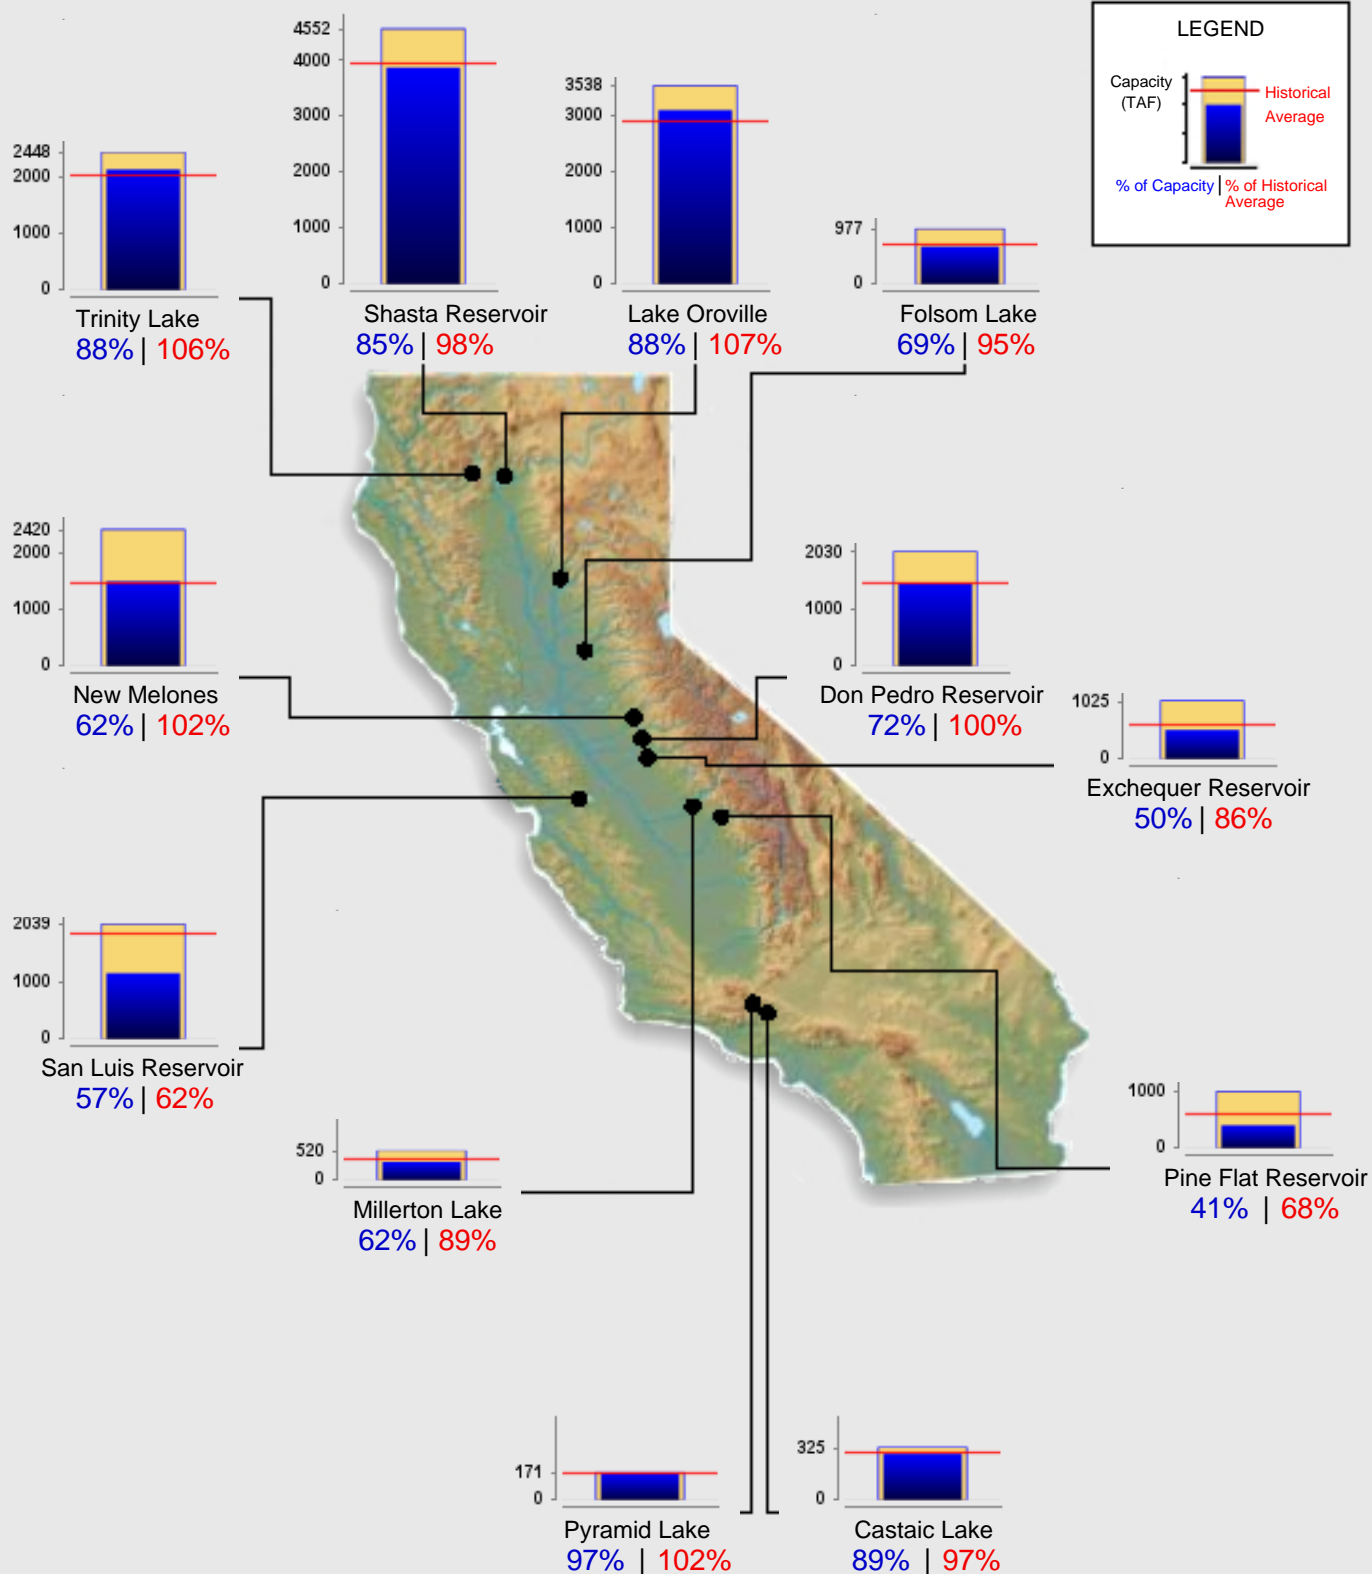 LEGEND
Capacity
(TAF)
Historical
Average
% of Capacity | % of Historical
Average
4552
4000
3000
2000
1000
0
Shasta Reservoir
85% | 98%
3538
3000
2000
1000
0
Lake Oroville
88% | 107%
2448
2000
1000
0
Trinity Lake
88% | 106%
977
0
Folsom Lake
69% | 95%
2420
2000
1000
0
New Melones
62% | 102%
2030
1000
0
Don Pedro Reservoir
72% | 100%
1025
0
Exchequer Reservoir
50% | 86%
2039
1000
0
San Luis Reservoir
57% | 62%
520
0
Millerton Lake
62% | 89%
1000
0
Pine Flat Reservoir
41% | 68%
171
0
Pyramid Lake
97% | 102%
325
0
Castaic Lake
89% | 97%